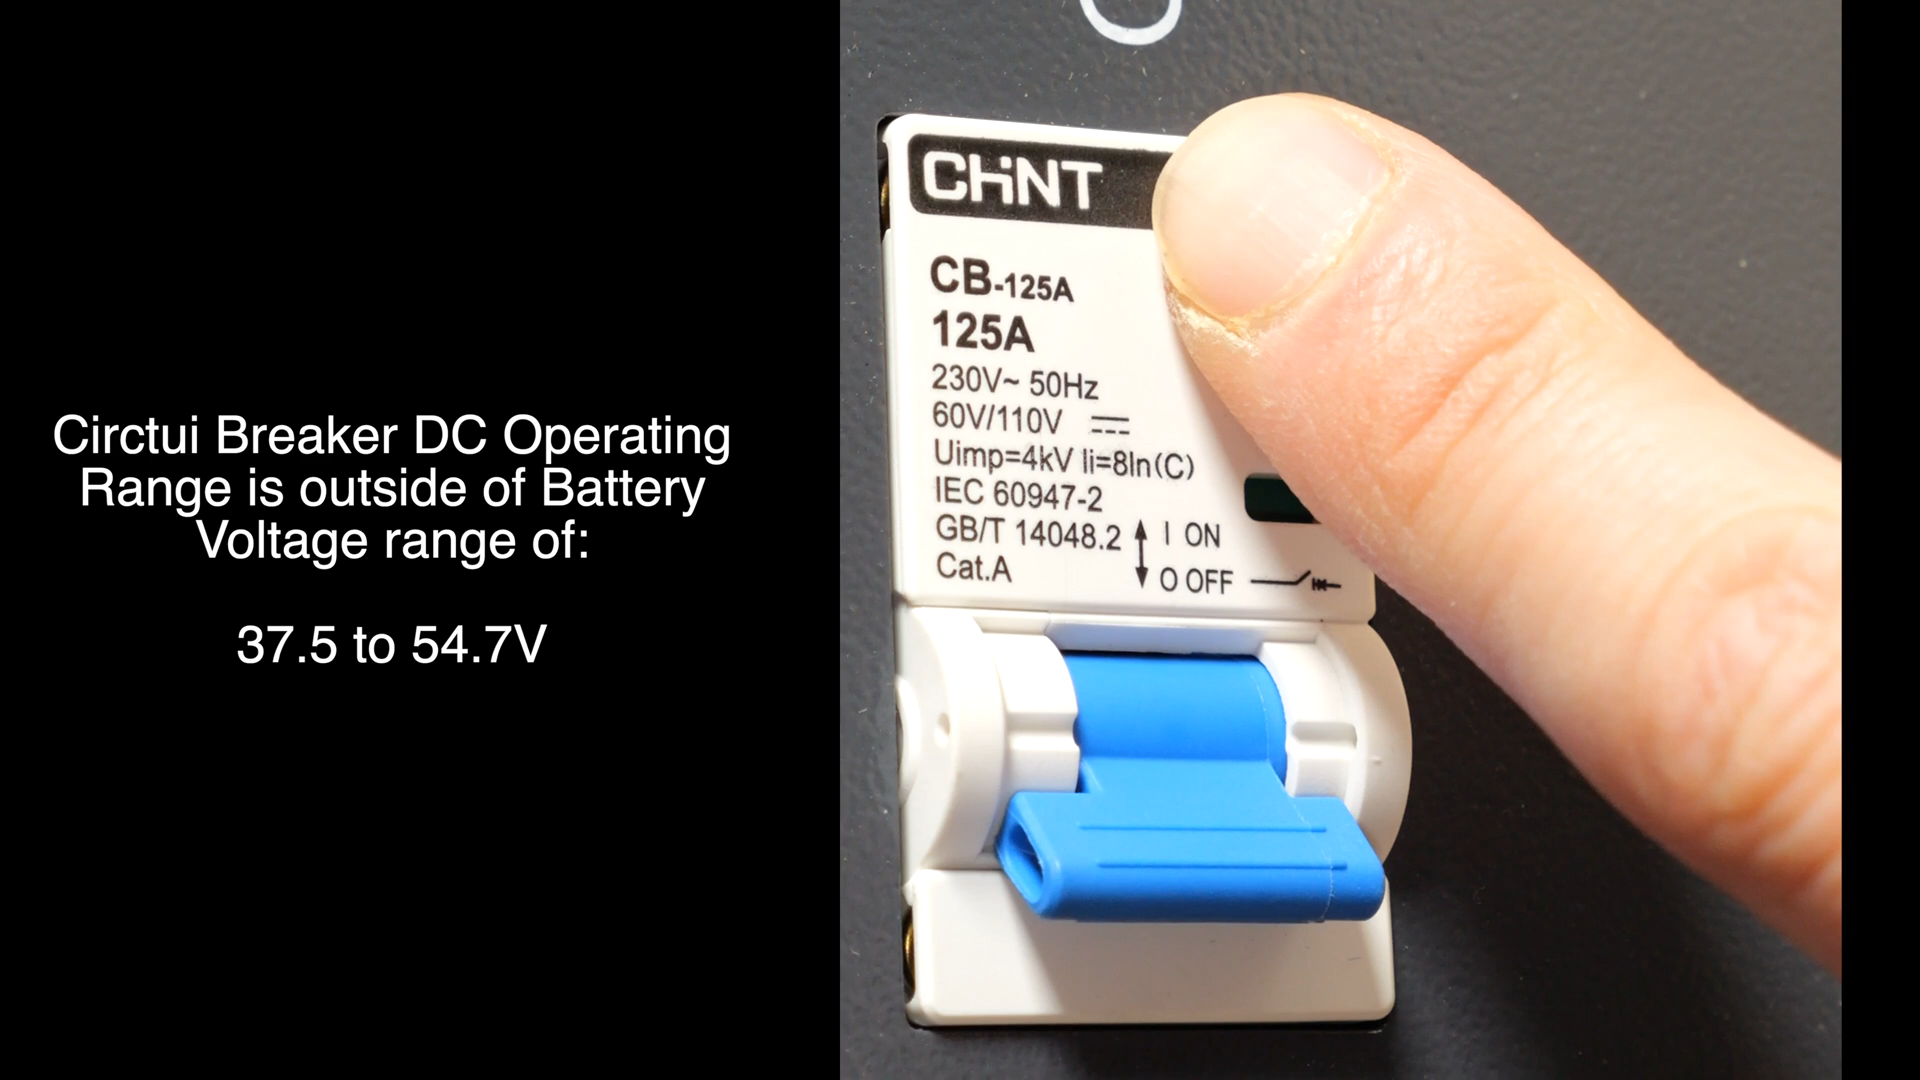 Circtui Breaker DC Operating
Range is outside of Battery
Voltage range of:
37.5 to 54.7V
CHiNT
CB-125A
125A
230V~ 50Hz
60V/110V ⎓
Uimp=4kV Ii=8In(C)
IEC 60947-2
GB/T 14048.2
Cat.A
I ON
O OFF